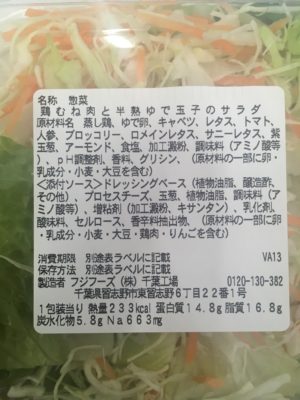 名称 惣菜
鶏むね肉と半熟ゆで玉子のサラダ
原材料名 蒸し鶏、ゆで卵、キャベツ、レタス、トマト、
人参、ブロッコリー、ロメインレタス、サニーレタス、紫
玉葱、アーモンド、食塩、加工澱粉、調味料（アミノ酸等
）、pH調整剤、香料、グリシン、（原材料の一部に卵
・乳成分・小麦・大豆を含む）
＜添付ソース＞ドレッシングベース（植物油脂、醸造酢、
その他）、プロセスチーズ、玉葱、植物油脂、調味料（ア
ミノ酸等）、増粘剤（加工澱粉、キサンタン）、乳化剤、
酸味料、セルロース、香辛料抽出物、（原材料の一部に卵
・乳成分・小麦・大豆・鶏肉・りんごを含む）
消費期限 別途表ラベルに記載 VA13
保存方法 別途表ラベルに記載
製造者 フジフーズ（株）千葉工場 0120-130-382
千葉県習志野市東習志野6丁目22番1号
1包装当り 熱量233kcal 蛋白質14.8g 脂質16.8g
炭水化物5.8g Na663mg